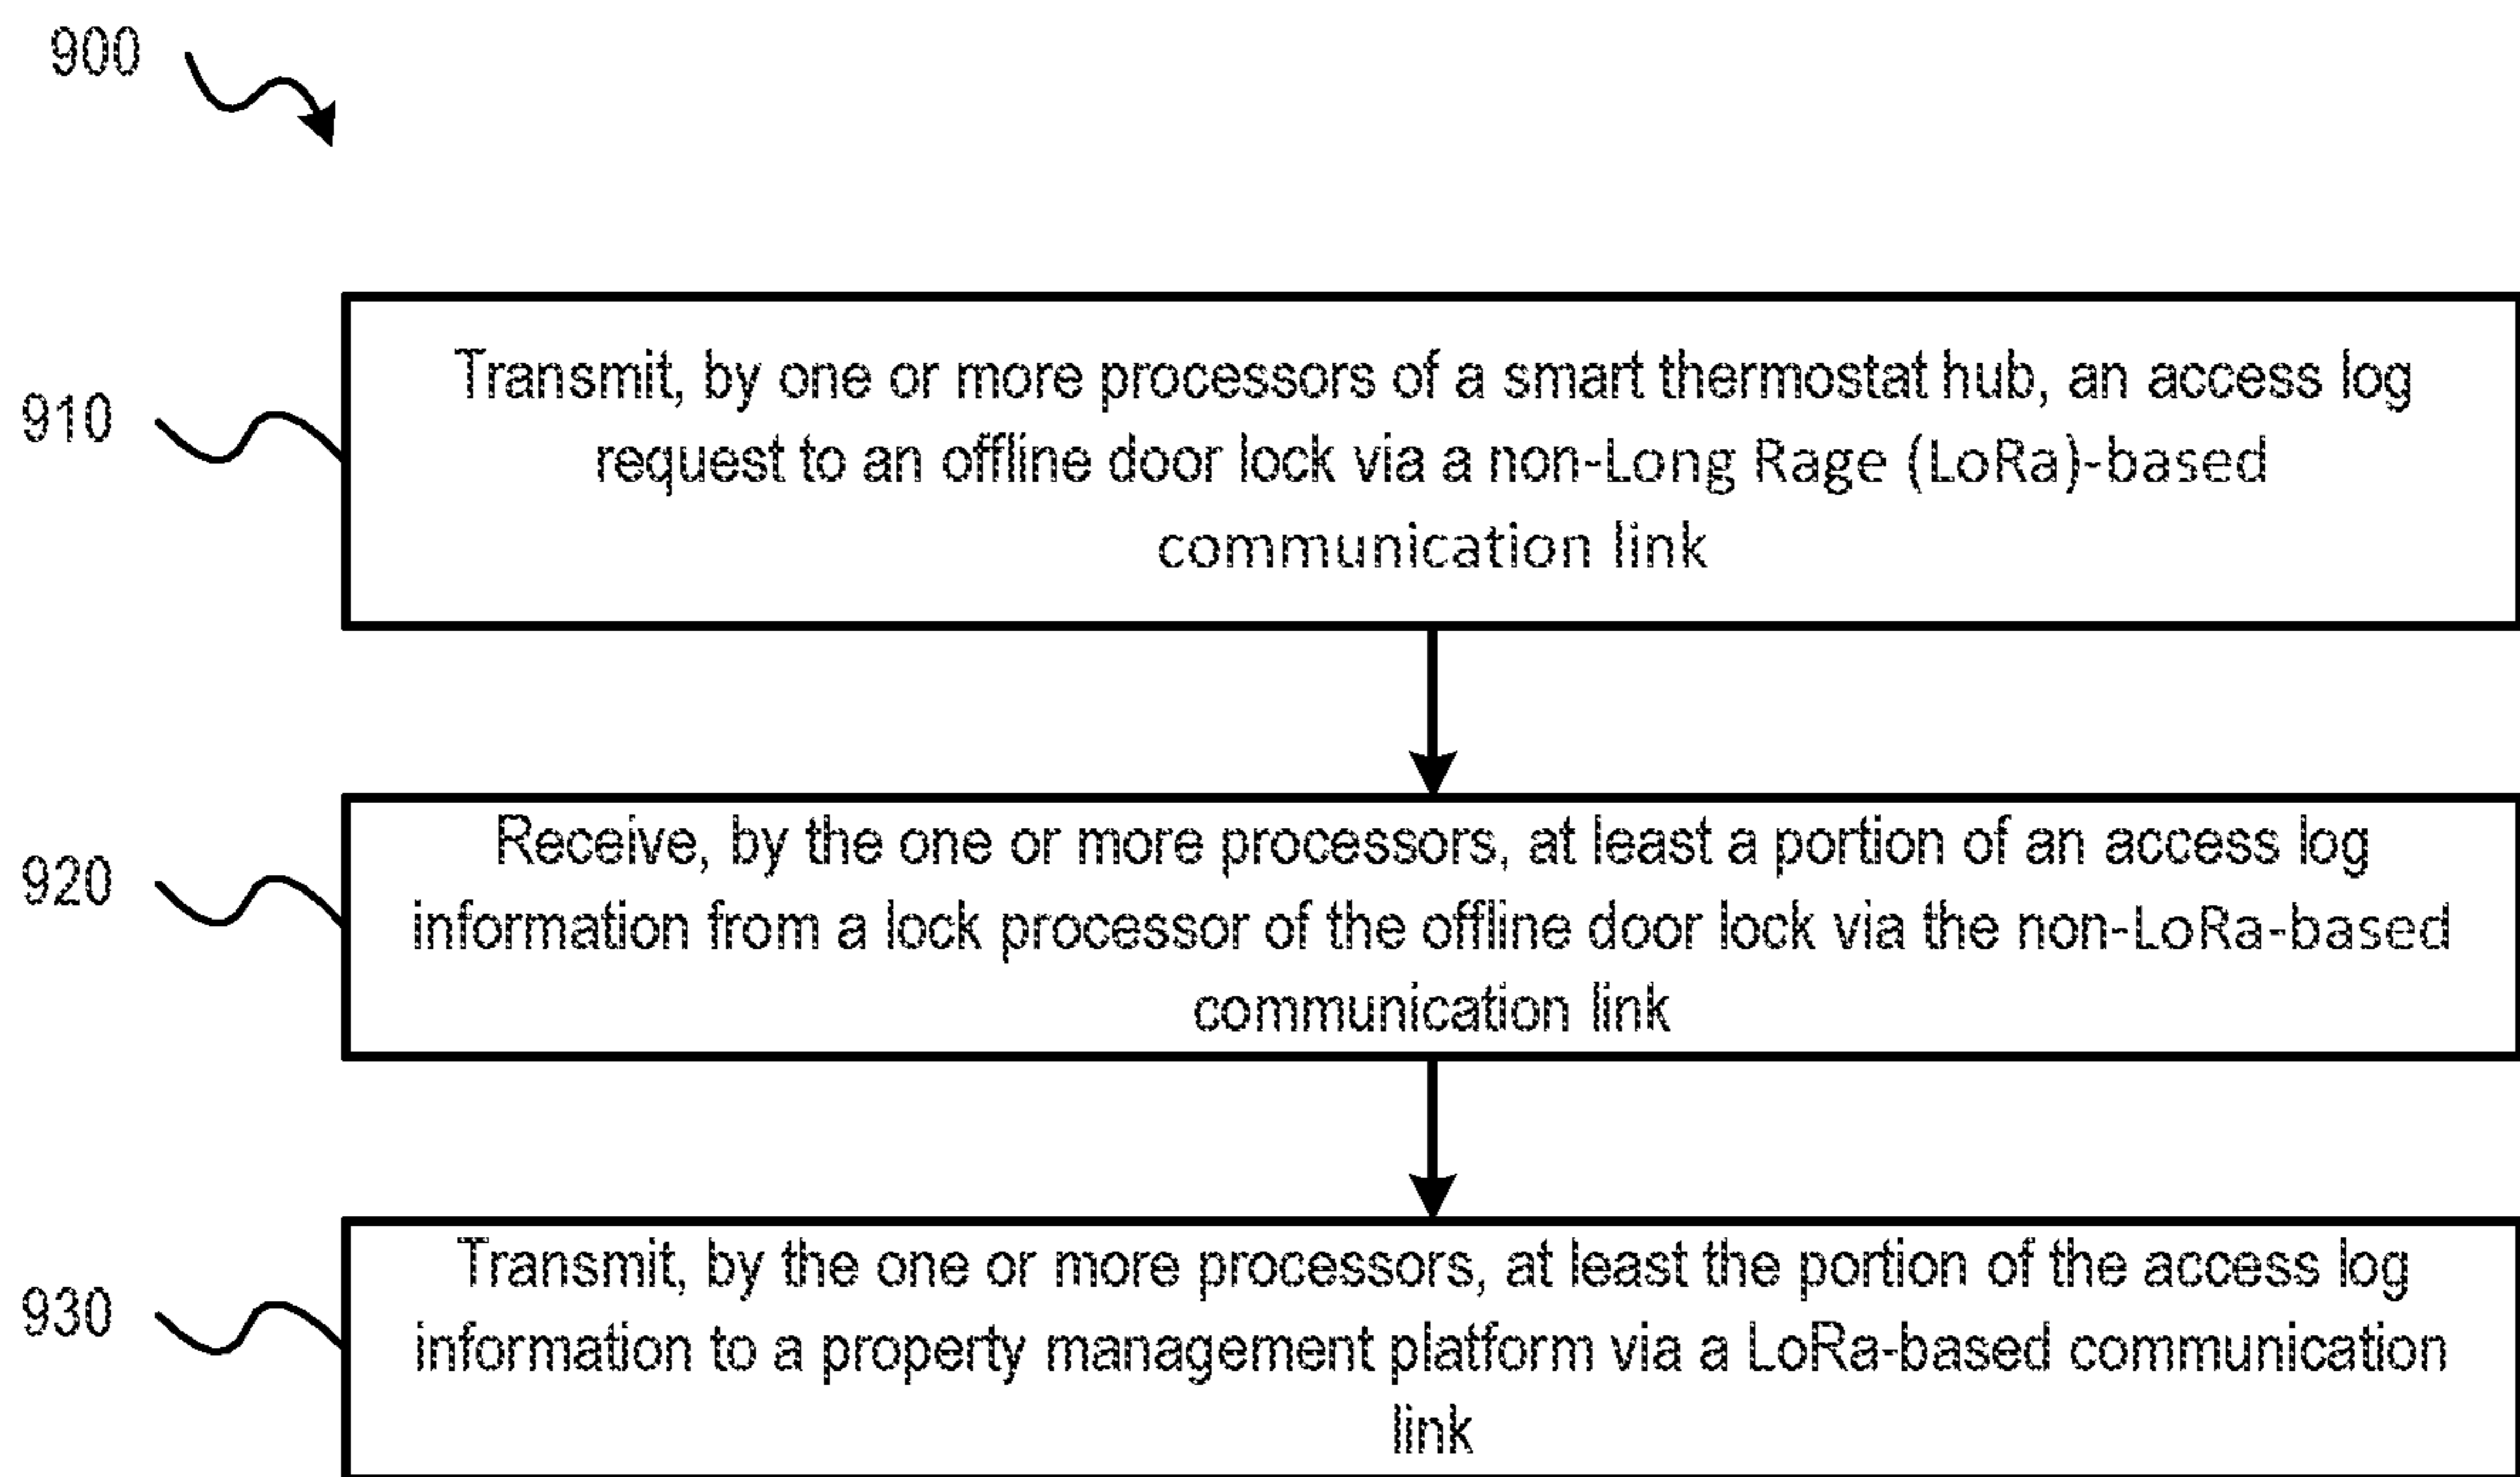 900
910
Transmit, by one or more processors of a smart thermostat hub, an access log
request to an offline door lock via a non-Long Rage (LoRa)-based
communication link
920
Receive, by the one or more processors, at least a portion of an access log
information from a lock processor of the offline door lock via the non-LoRa-based
communication link
930
Transmit, by the one or more processors, at least the portion of the access log
information to a property management platform via a LoRa-based communication
link